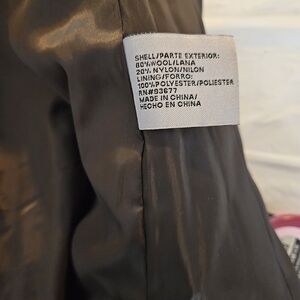 SHELL/PARTE EXTERIOR:
80%WOOL/LANA
20% NYLON/NILON
LINING/FORRO:
100%POLYESTER/POLIESTER
RN#93677
MADE IN CHINA/
HECHO EN CHINA